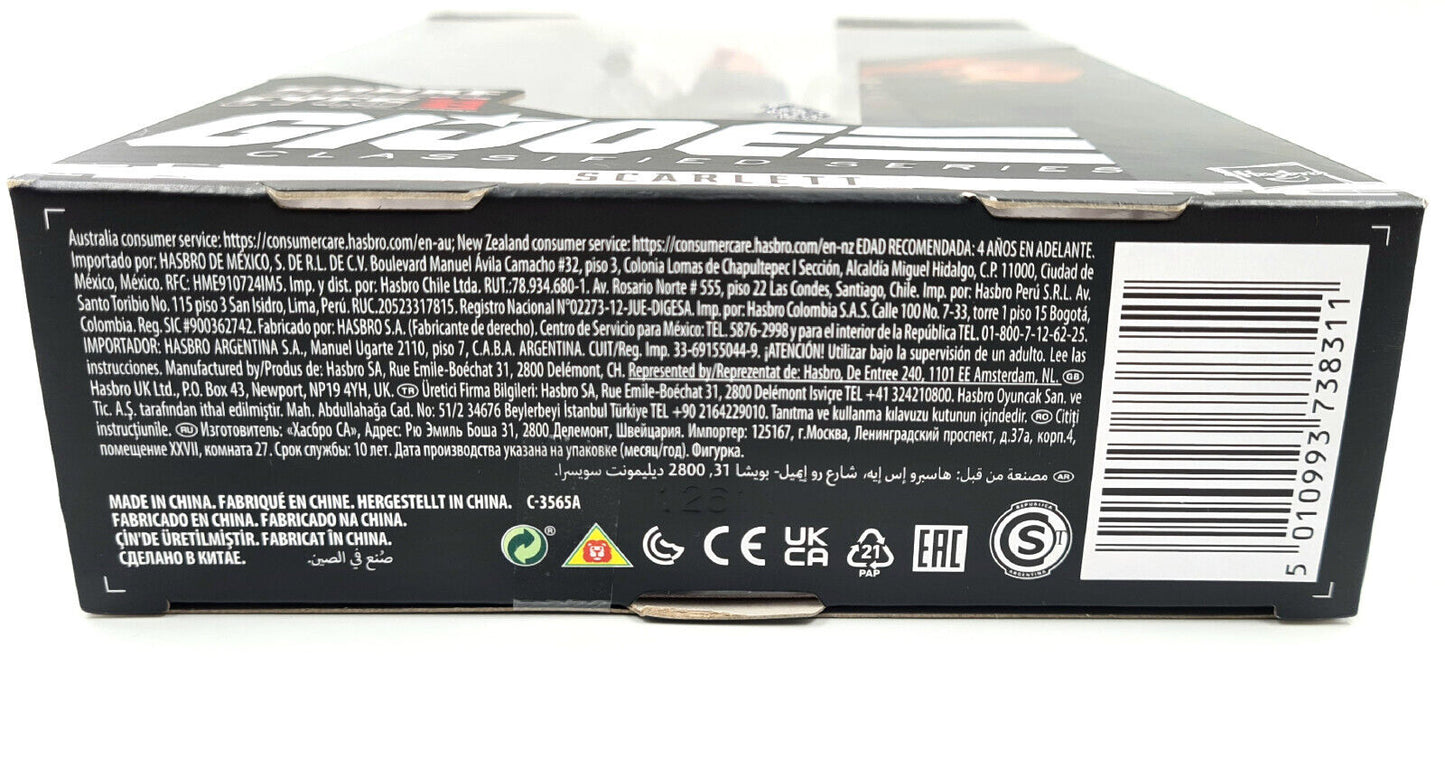 SNAKE EYES
G.I. JOE
CLASSIFIED SERIES
SCARLETT
Hasbro
Australia consumer service: https://consumercare.hasbro.com/en-au; New Zealand consumer service: https://consumercare.hasbro.com/en-nz EDAD RECOMENDADA: 4 AÑOS EN ADELANTE.
Importado por: HASBRO DE MÉXICO, S. DE R.L. DE C.V. Boulevard Manuel Ávila Camacho #32, piso 3, Colonia Lomas de Chapultepec I Sección, Alcaldía Miguel Hidalgo, C.P. 11000, Ciudad de
México, México. RFC: HME910724IM5. Imp. y dist. por: Hasbro Chile Ltda. RUT.:78.934.680-1. Av. Rosario Norte # 555, piso 22 Las Condes, Santiago, Chile. Imp. por: Hasbro Perú S.R.L. Av.
Santo Toribio No. 115 piso 3 San Isidro, Lima, Perú. RUC.20523317815. Registro Nacional N°02273-12-JUE-DIGESA. Imp. por: Hasbro Colombia S.A.S. Calle 100 No. 7-33, torre 1 piso 15 Bogotá,
Colombia. Reg. SIC #900362742. Fabricado por: HASBRO S.A. (Fabricante de derecho). Centro de Servicio para México: TEL. 5876-2998 y para el interior de la República TEL. 01-800-7-12-62-25.
IMPORTADOR: HASBRO ARGENTINA S.A., Manuel Ugarte 2110, piso 7, C.A.B.A. ARGENTINA. CUIT/Reg. Imp. 33-69155044-9. ¡ATENCIÓN! Utilizar bajo la supervisión de un adulto. Lee las
instrucciones. Manufactured by/Produs de: Hasbro SA, Rue Emile-Boéchat 31, 2800 Delémont, CH. Represented by/Reprezentat de: Hasbro, De Entree 240, 1101 EE Amsterdam, NL. GB
Hasbro UK Ltd., P.O. Box 43, Newport, NP19 4YH, UK. TR Üretici Firma Bilgileri: Hasbro SA, Rue Emile-Boéchat 31, 2800 Delémont İsviçre TEL +41 324210800. Hasbro Oyuncak San. ve
Tic. A.Ş. tarafından ithal edilmiştir. Mah. Abdullahağa Cad. No: 51/2 34676 Beylerbeyi İstanbul Türkiye TEL +90 2164229010. Tanıtma ve kullanma kılavuzu kutunun içindedir. RO Citiți
instrucțiunile. RU Изготовитель: «Хасбро СА», Адрес: Рю Эмиль Боша 31, 2800 Делемонт, Швейцария. Импортер: 125167, г.Москва, Ленинградский проспект, д.37а, корп.4,
помещение XXVII, комната 27. Срок службы: 10 лет. Дата производства указана на упаковке (месяц/год). Фигурка.
AR مصنعة من قبل: هاسبرو إس إيه، شارع رو إيميل- بويشا 31, 2800 ديليمونت سويسرا.
MADE IN CHINA. FABRIQUÉ EN CHINE. HERGESTELLT IN CHINA. C-3565A
FABRICADO EN CHINA. FABRICADO NA CHINA.
ÇİN'DE ÜRETİLMİŞTİR. FABRICAT ÎN CHINA.
СДЕЛАНО В КИТАЕ. صُنع في الصين.
CE UK CA 21 PAP EAC REPUBLICA S ARGENTINA
5 010993 738311